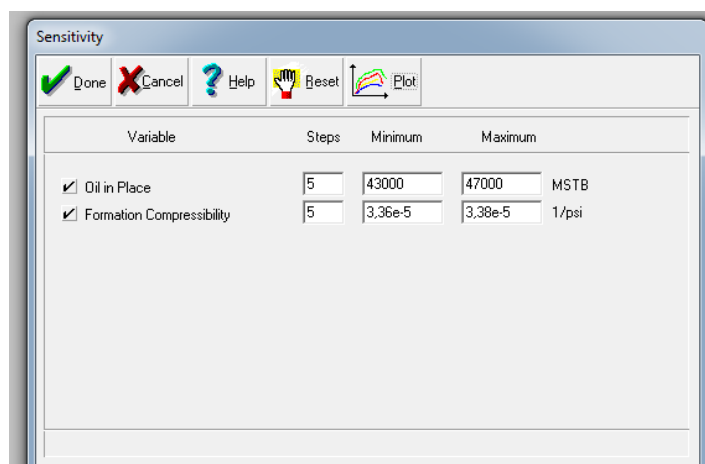 Sensitivity
Done Cancel Help Reset Plot
Variable Steps Minimum Maximum
Oil in Place 5 43000 47000 MSTB
Formation Compressibility 5 3,36e-5 3,38e-5 1/psi